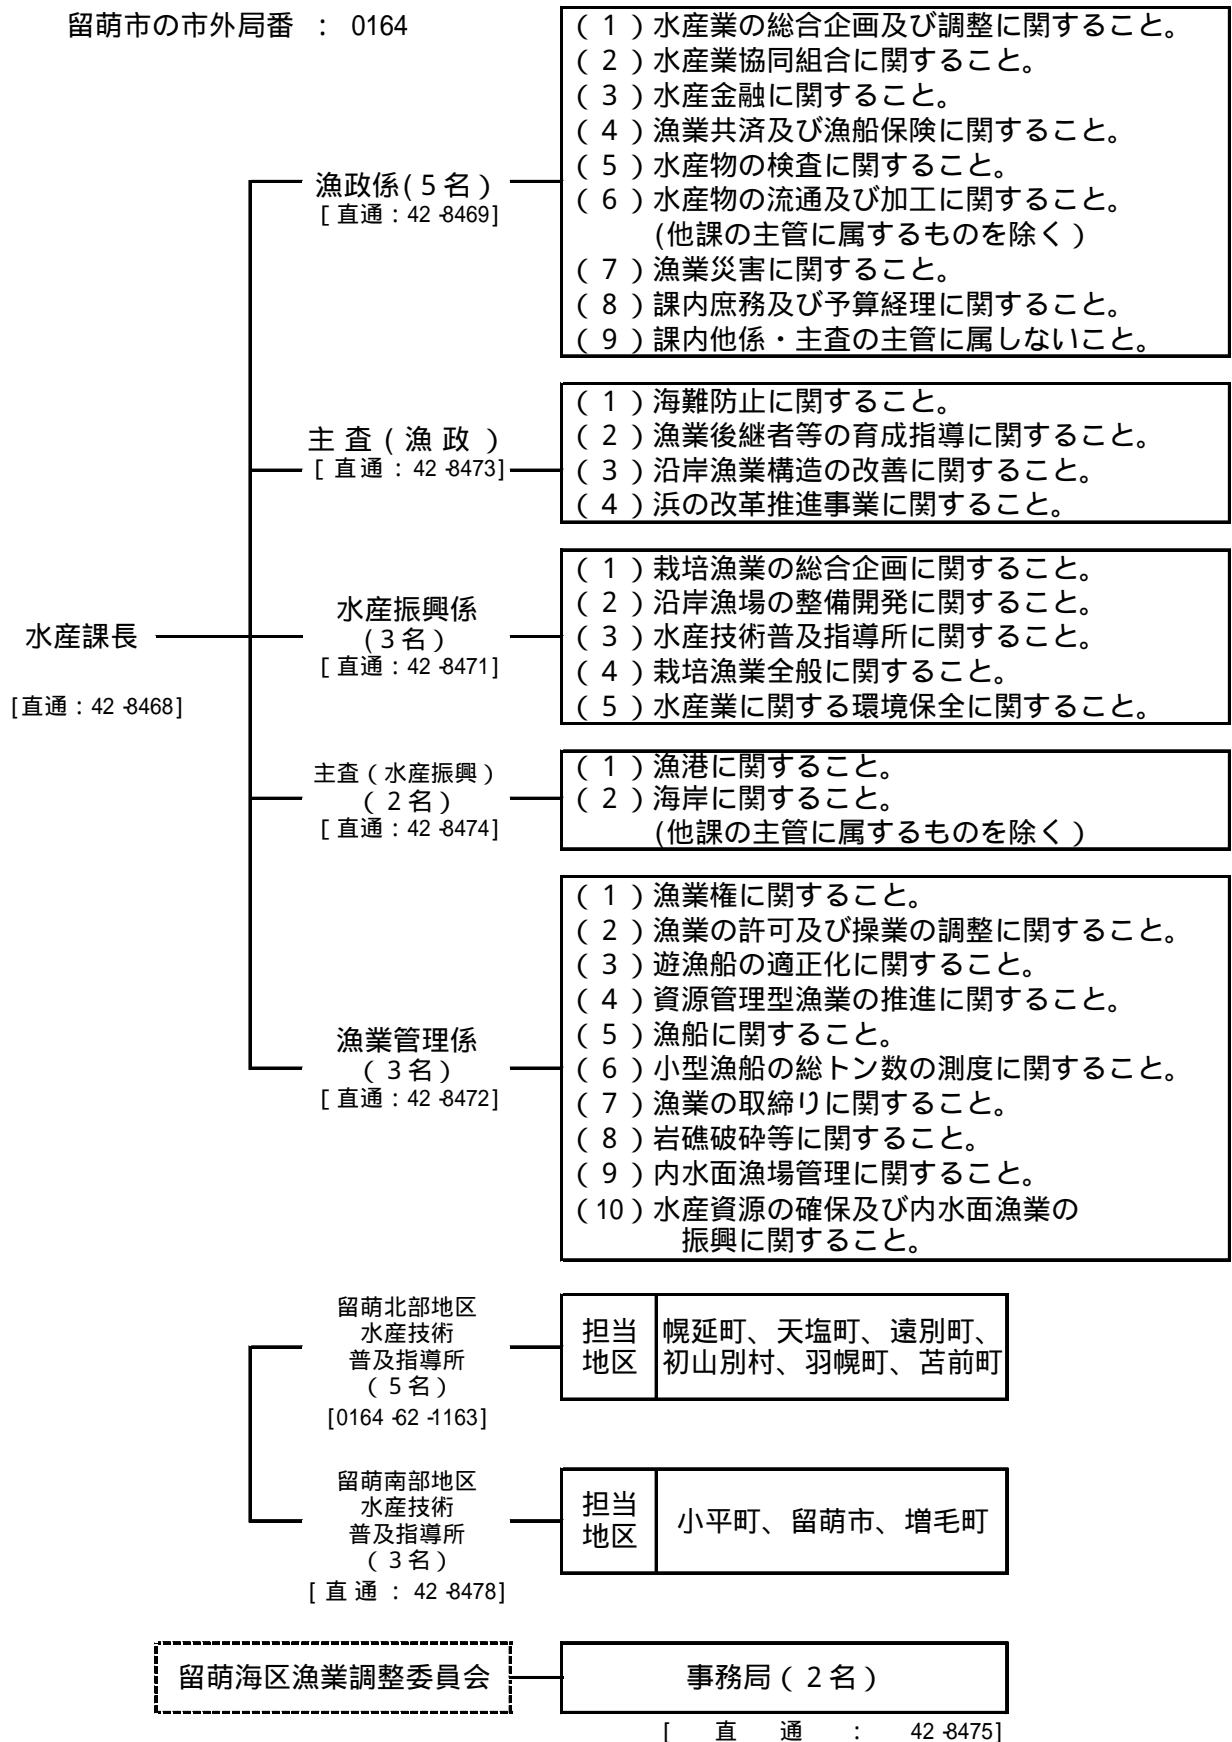 留萌市の市外局番 : 0164
(1)水産業の総合企画及び調整に関すること。
(2)水産業協同組合に関すること。
(3)水産金融に関すること。
(4)漁業共済及び漁船保険に関すること。
(5)水産物の検査に関すること。
(6)水産物の流通及び加工に関すること。
(他課の主管に属するものを除く)
(7)漁業災害に関すること。
(8)課内庶務及び予算経理に関すること。
(9)課内他係・主査の主管に属しないこと。
漁政係(5名)
[直通:42-8469]
(1)海難防止に関すること。
(2)漁業後継者等の育成指導に関すること。
(3)沿岸漁業構造の改善に関すること。
(4)浜の改革推進事業に関すること。
主査(漁政)
[直通:42-8473]
水産課長
[直通:42-8468]
(1)栽培漁業の総合企画に関すること。
(2)沿岸漁場の整備開発に関すること。
(3)水産技術普及指導所に関すること。
(4)栽培漁業全般に関すること。
(5)水産業に関する環境保全に関すること。
水産振興係
(3名)
[直通:42-8471]
主査(水産振興)
(2名)
[直通:42-8474]
(1)漁港に関すること。
(2)海岸に関すること。
(他課の主管に属するものを除く)
(1)漁業権に関すること。
(2)漁業の許可及び操業の調整に関すること。
(3)遊漁船の適正化に関すること。
(4)資源管理型漁業の推進に関すること。
(5)漁船に関すること。
(6)小型漁船の総トン数の測度に関すること。
(7)漁業の取締りに関すること。
(8)岩礁破砕等に関すること。
(9)内水面漁場管理に関すること。
(10)水産資源の確保及び内水面漁業の
振興に関すること。
漁業管理係
(3名)
[直通:42-8472]
留萌北部地区
水産技術
普及指導所
(5名)
[0164-62-1163]
担当
地区
幌延町、天塩町、遠別町、
初山別村、羽幌町、苫前町
留萌南部地区
水産技術
普及指導所
(3名)
[直通:42-8478]
担当
地区
小平町、留萌市、増毛町
留萌海区漁業調整委員会
事務局(2名)
[直通:42-8475]